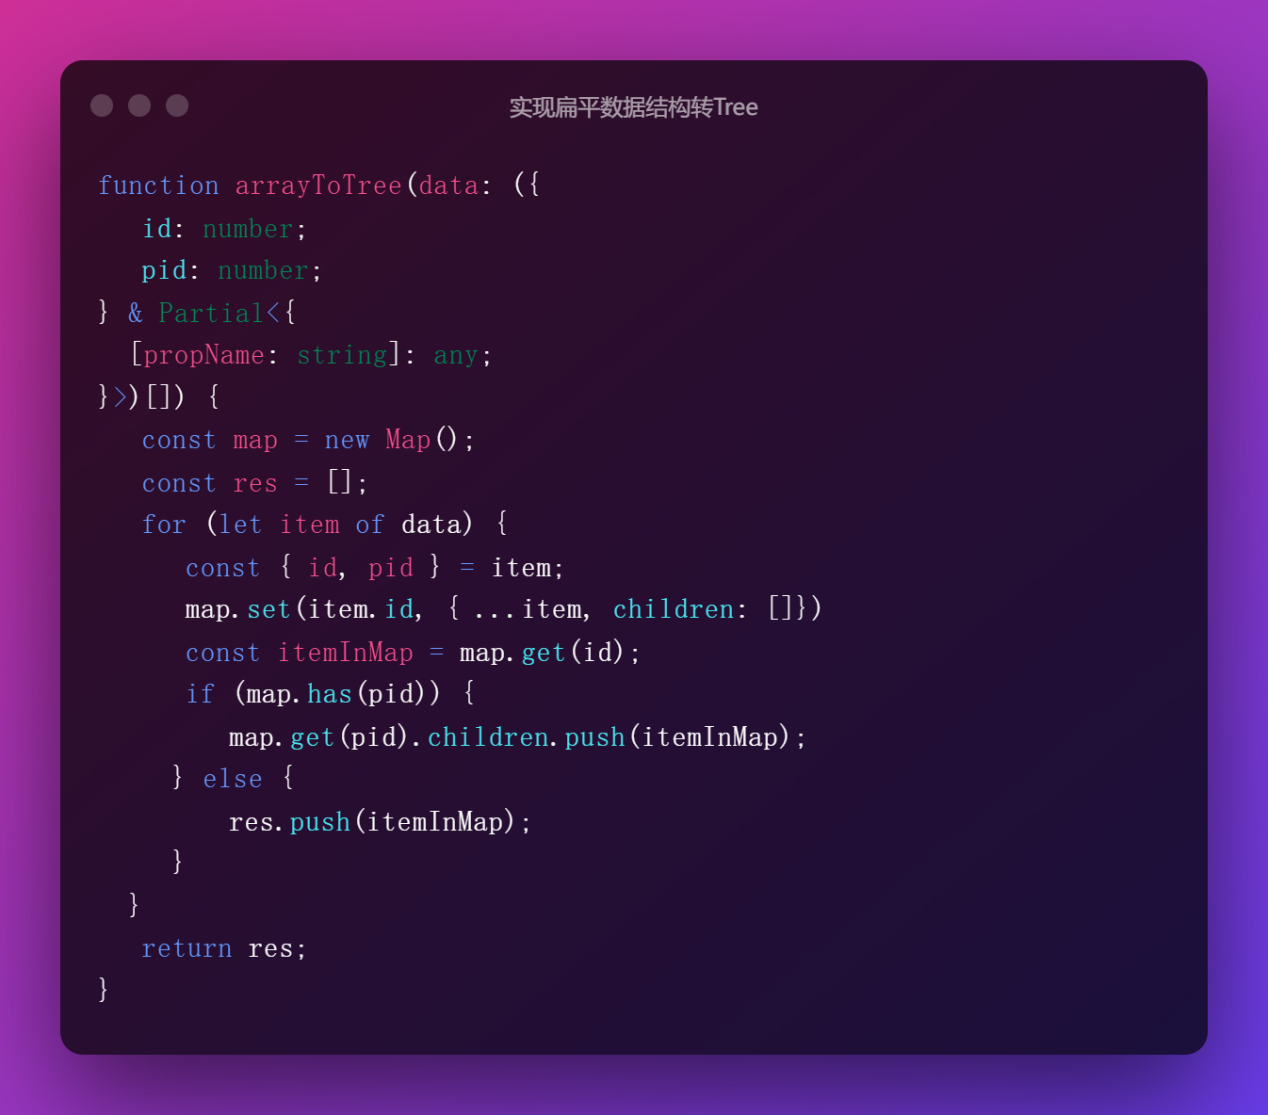 实现扁平数据结构转Tree
function arrayToTree(data: ({
id: number;
pid: number;
} & Partial<{
[propName: string]: any;
}>)[]) {
const map = new Map();
const res = [];
for (let item of data) {
const { id, pid } = item;
map.set(item.id, { ...item, children: []})
const itemInMap = map.get(id);
if (map.has(pid)) {
map.get(pid).children.push(itemInMap);
} else {
res.push(itemInMap);
}
}
return res;
}